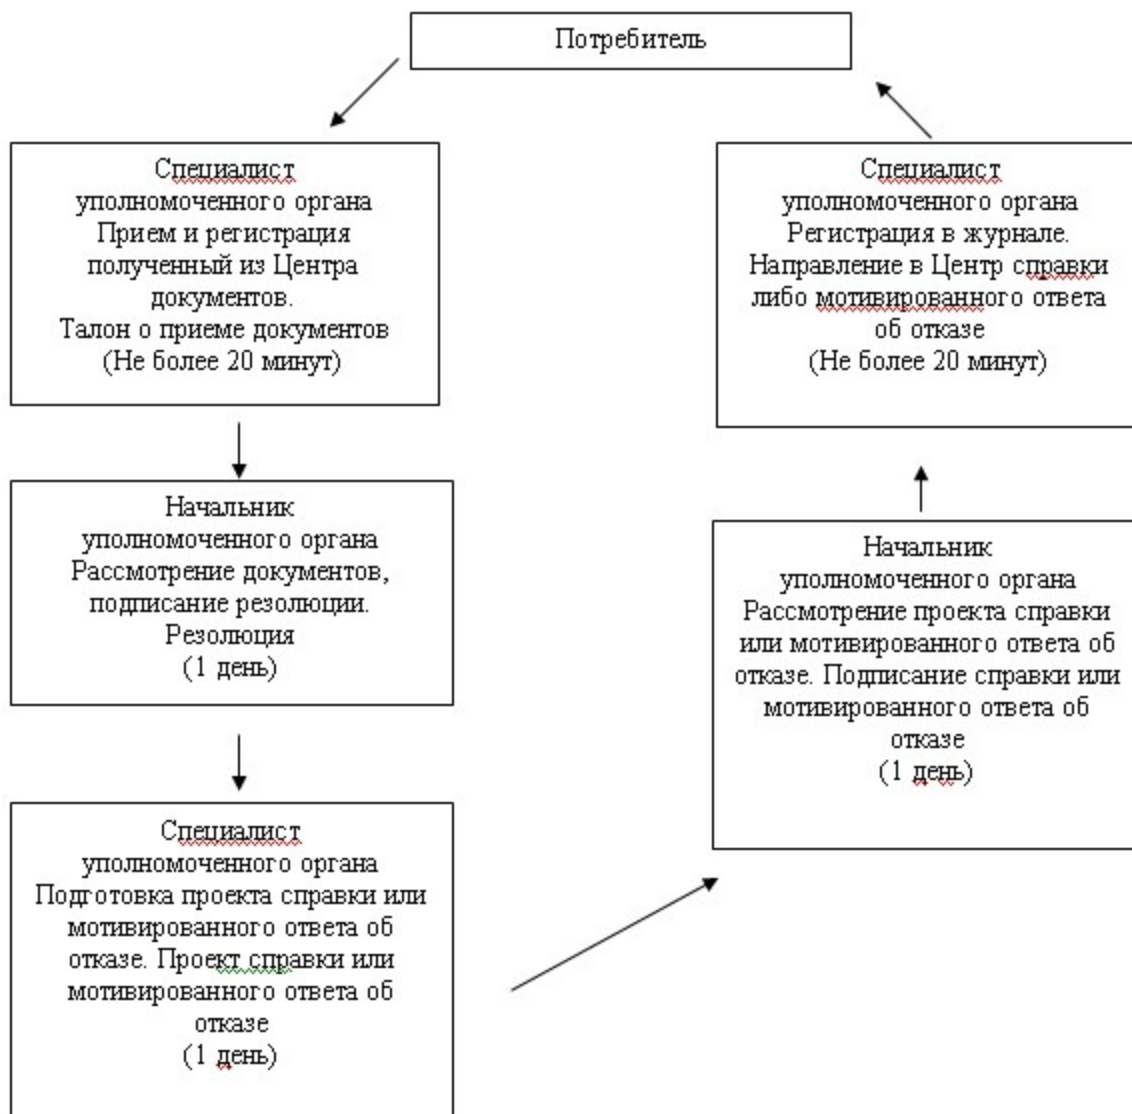 Потребитель
Специалист
уполномоченного органа
Прием и регистрация
полученный из Центра
документов.
Талон о приеме документов
(Не более 20 минут)
Начальник
уполномоченного органа
Рассмотрение документов,
подписание резолюции.
Резолюция
(1 день)
Специалист
уполномоченного органа
Подготовка проекта справки или
мотивированного ответа об
отказе. Проект справки или
мотивированного ответа об
отказе
(1 день)
Начальник
уполномоченного органа
Рассмотрение проекта справки
или мотивированного ответа об
отказе. Подписание справки или
мотивированного ответа об
отказе
(1 день)
Специалист
уполномоченного органа
Регистрация в журнале.
Направление в Центр справки
либо мотивированного ответа
об отказе
(Не более 20 минут)